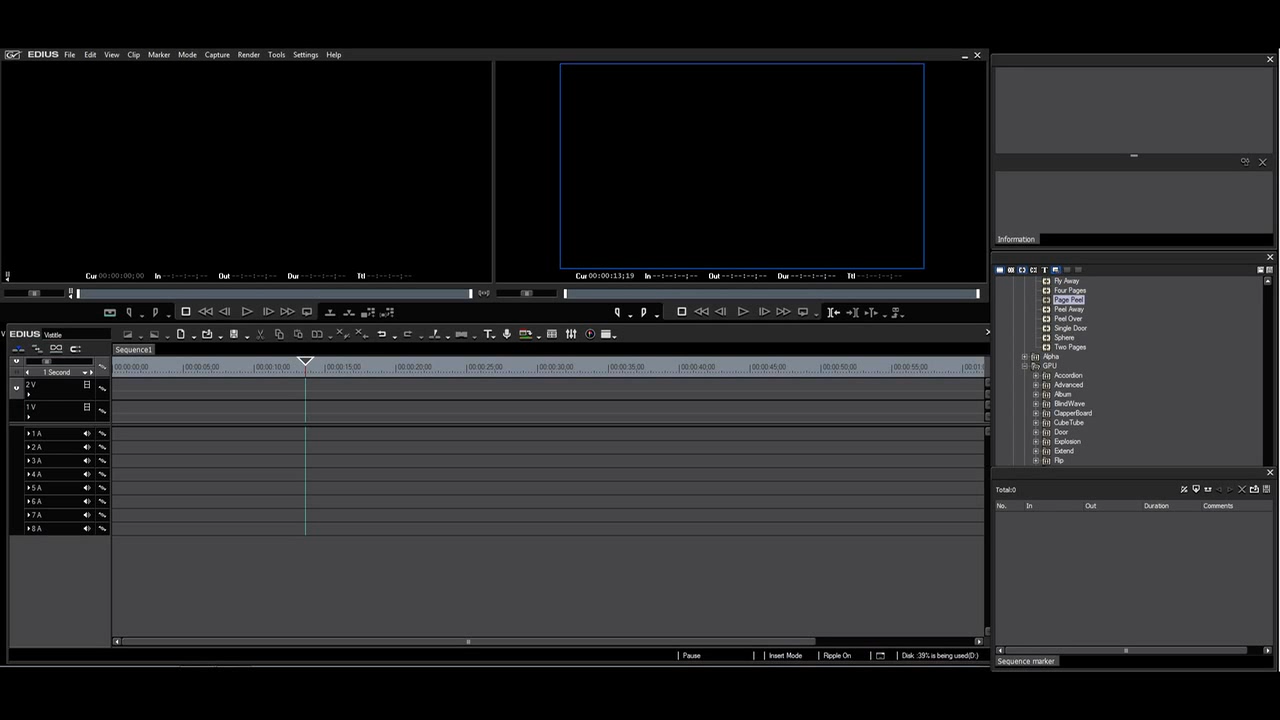 EDIUS File Edit View Clip Marker Mode Capture Render Tools Settings Help
Cur 00:00:00;00 In --:--:--;-- Out --:--:--;-- Dur --:--:--;-- Ttl --:--:--;--
Cur 00:00:13;19 In --:--:--;-- Out --:--:--;-- Dur --:--:--;-- Ttl --:--:--;--
Information
Fly Away
Four Pages
Page Peel
Peel Away
Peel Over
Single Door
Sphere
Two Pages
Alpha
GPU
Accordion
Advanced
Album
BlindWave
ClapperBoard
CubeTube
Door
Explosion
Extend
Flip
EDIUS Vistitle
Sequence1
00:00:00;00 00:00:05;00 00:00:10;00 00:00:15;00 00:00:20;00 00:00:25;00 00:00:30;00 00:00:35;00 00:00:40;00 00:00:45;00 00:00:50;00 00:00:55;00
1 Second
2 V
1 V
1 A
2 A
3 A
4 A
5 A
6 A
7 A
8 A
Total:0
No. In Out Duration Comments
Sequence marker
Pause Insert Mode Ripple On Disk :39% is being used(D:)